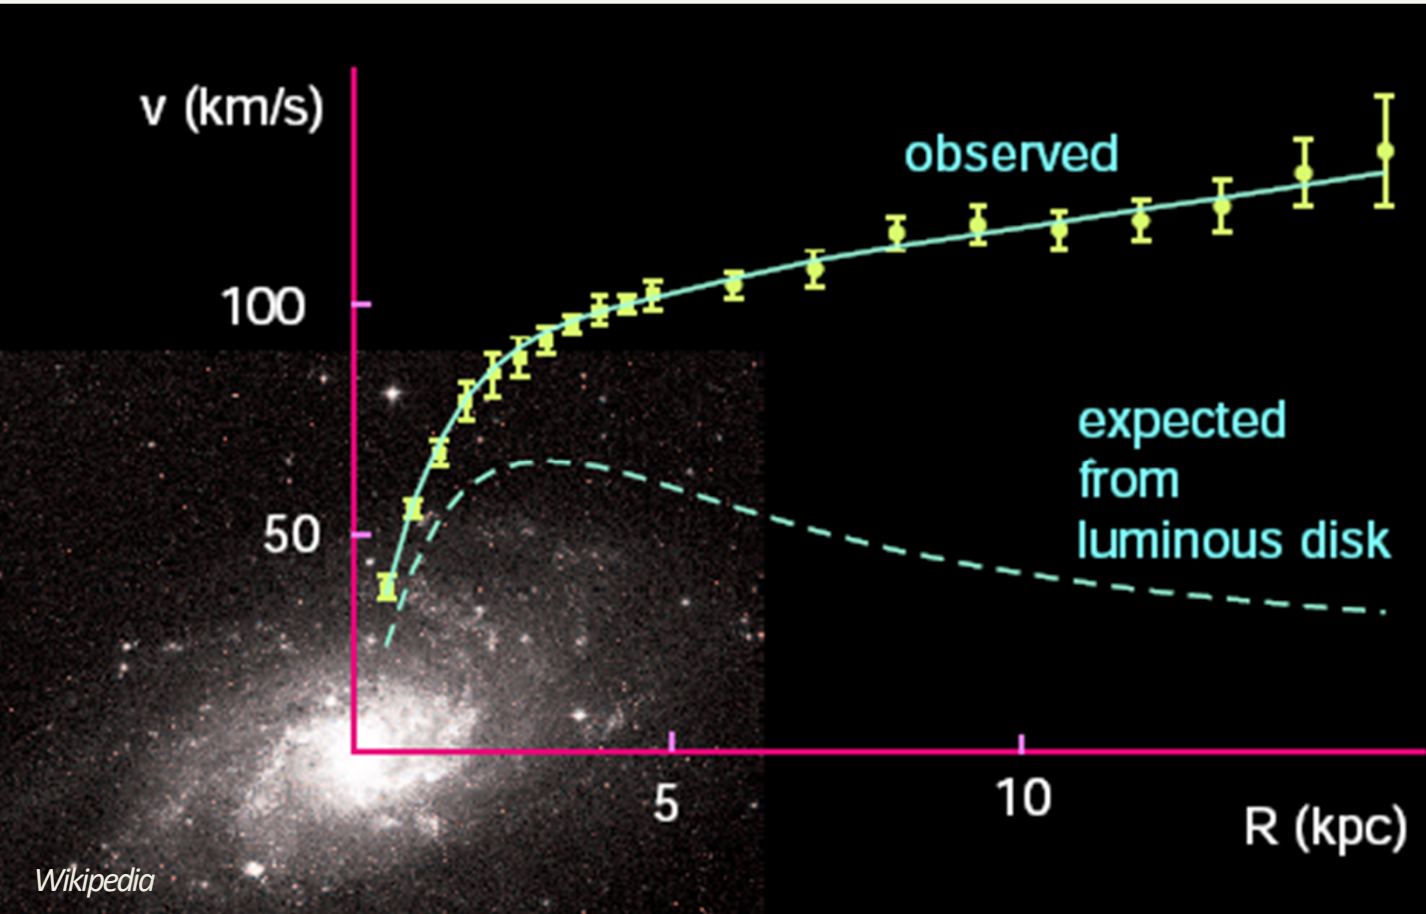 v (km/s)
observed
100
expected
from
luminous disk
50
5
10
R (kpc)
Wikipedia